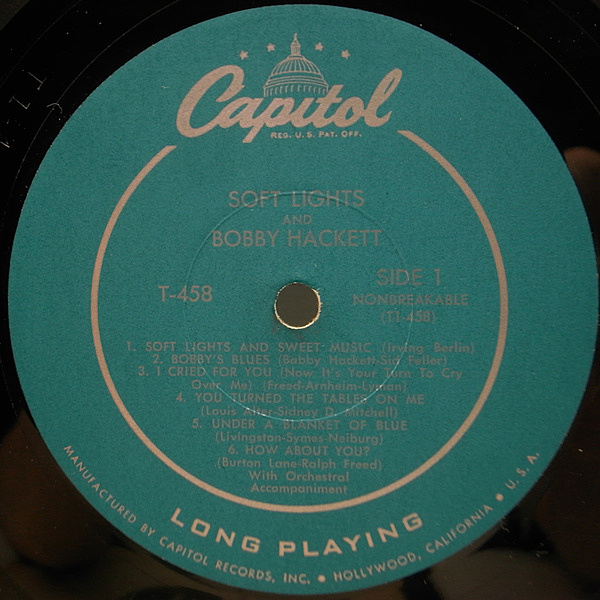 Capitol
REG. U.S. PAT. OFF.
SOFT LIGHTS
AND
BOBBY HACKETT
T-458
SIDE 1
NONBREAKABLE
(T1-458)
1. SOFT LIGHTS AND SWEET MUSIC (Irving Berlin)
2. BOBBY'S BLUES (Bobby Hackett-Sid Feller)
3. I CRIED FOR YOU (Now It's Your Turn To Cry
Over Me) (Freed-Arnheim-Lyman)
4. YOU TURNED THE TABLES ON ME
(Louis Alter-Sidney D. Mitchell)
5. UNDER A BLANKET OF BLUE
(Livingston-Symes-Neiburg)
6. HOW ABOUT YOU?
(Burton Lane-Ralph Freed)
With Orchestral
Accompaniment
LONG PLAYING
MANUFACTURED BY CAPITOL RECORDS, INC. • HOLLYWOOD, CALIFORNIA • U.S.A.